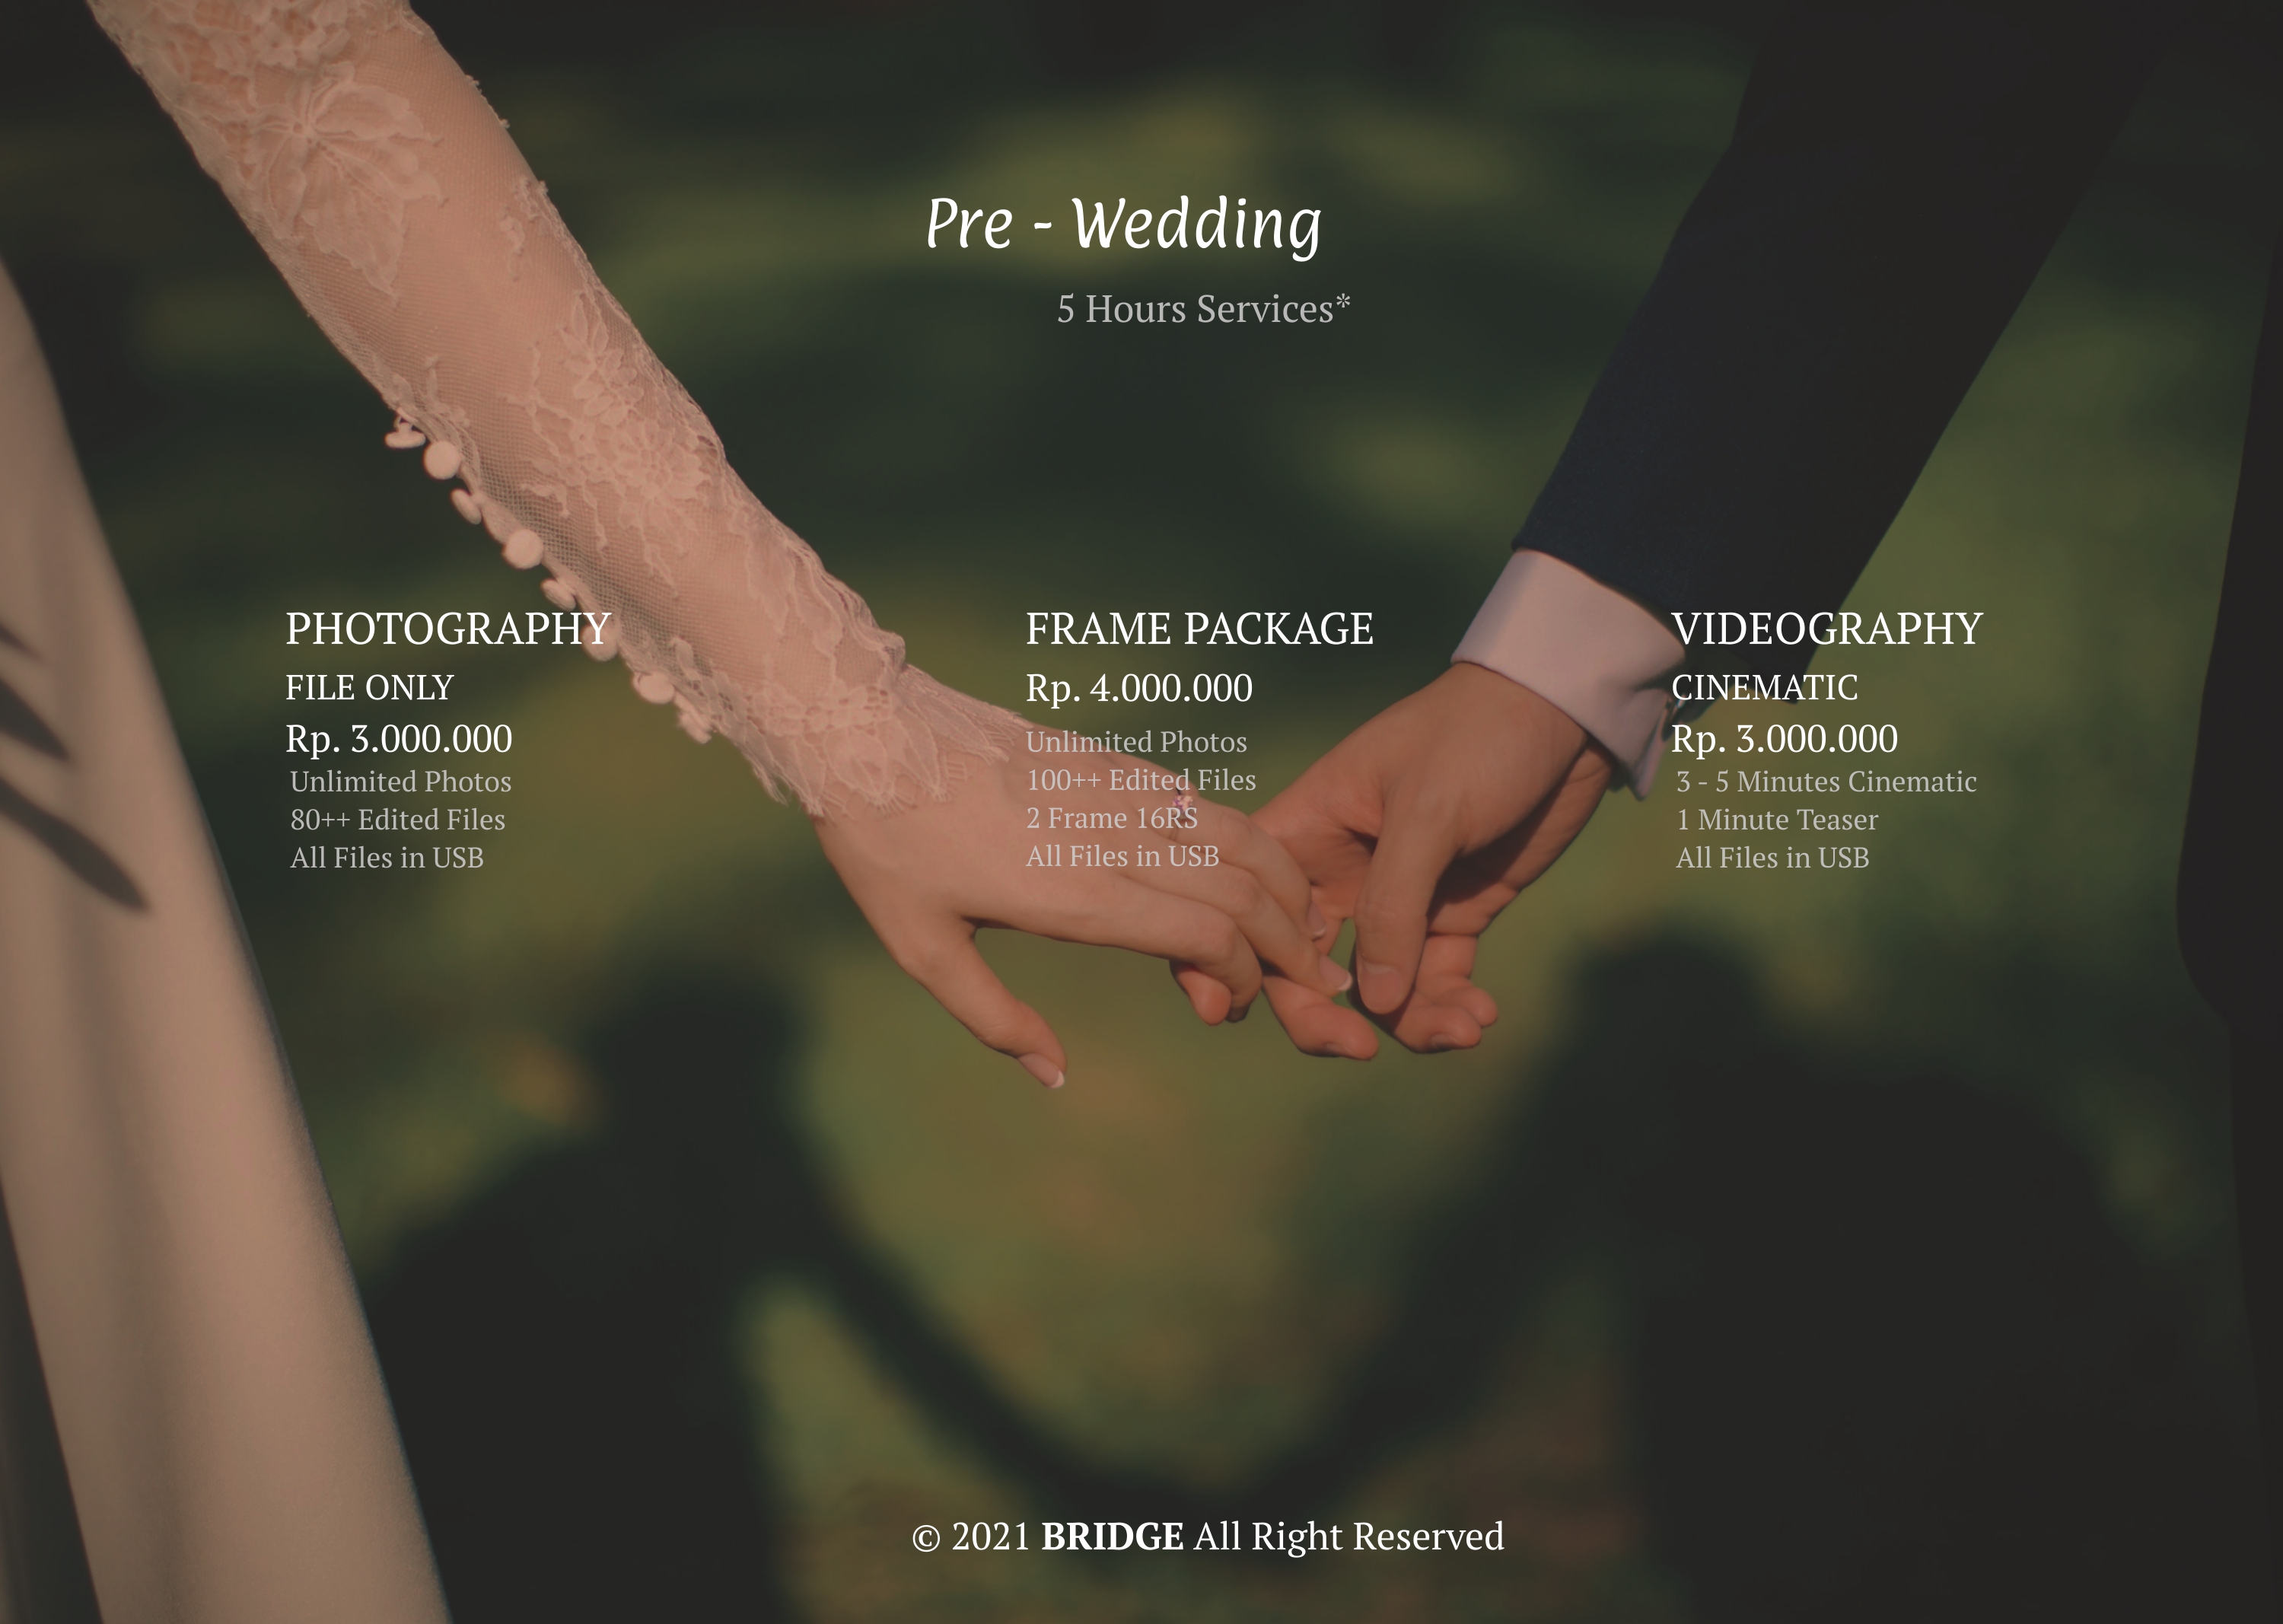 Pre - Wedding
5 Hours Services*
PHOTOGRAPHY
FILE ONLY
Rp. 3.000.000
Unlimited Photos
80++ Edited Files
All Files in USB
FRAME PACKAGE
Rp. 4.000.000
Unlimited Photos
100++ Edited Files
2 Frame 16RS
All Files in USB
VIDEOGRAPHY
CINEMATIC
Rp. 3.000.000
3 - 5 Minutes Cinematic
1 Minute Teaser
All Files in USB
© 2021 BRIDGE All Right Reserved